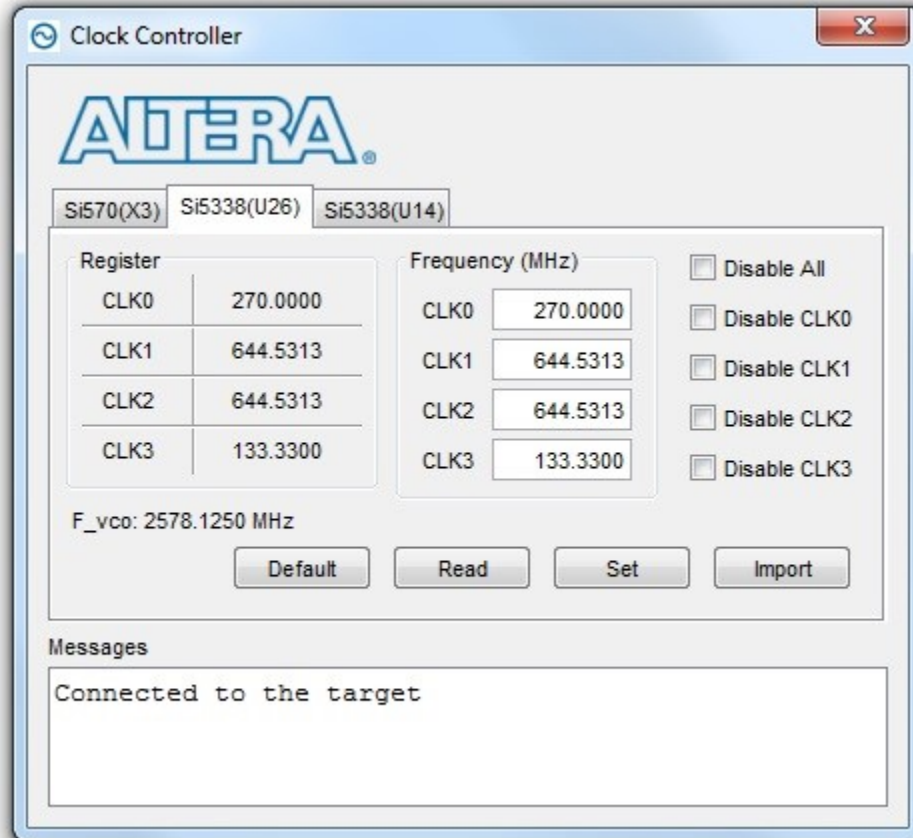 Clock Controller
ALTERA®
Si570(X3) Si5338(U26) Si5338(U14)
Register
CLK0 270.0000
CLK1 644.5313
CLK2 644.5313
CLK3 133.3300
Frequency (MHz)
CLK0 270.0000
CLK1 644.5313
CLK2 644.5313
CLK3 133.3300
Disable All
Disable CLK0
Disable CLK1
Disable CLK2
Disable CLK3
F_vco: 2578.1250 MHz
Default Read Set Import
Messages
Connected to the target